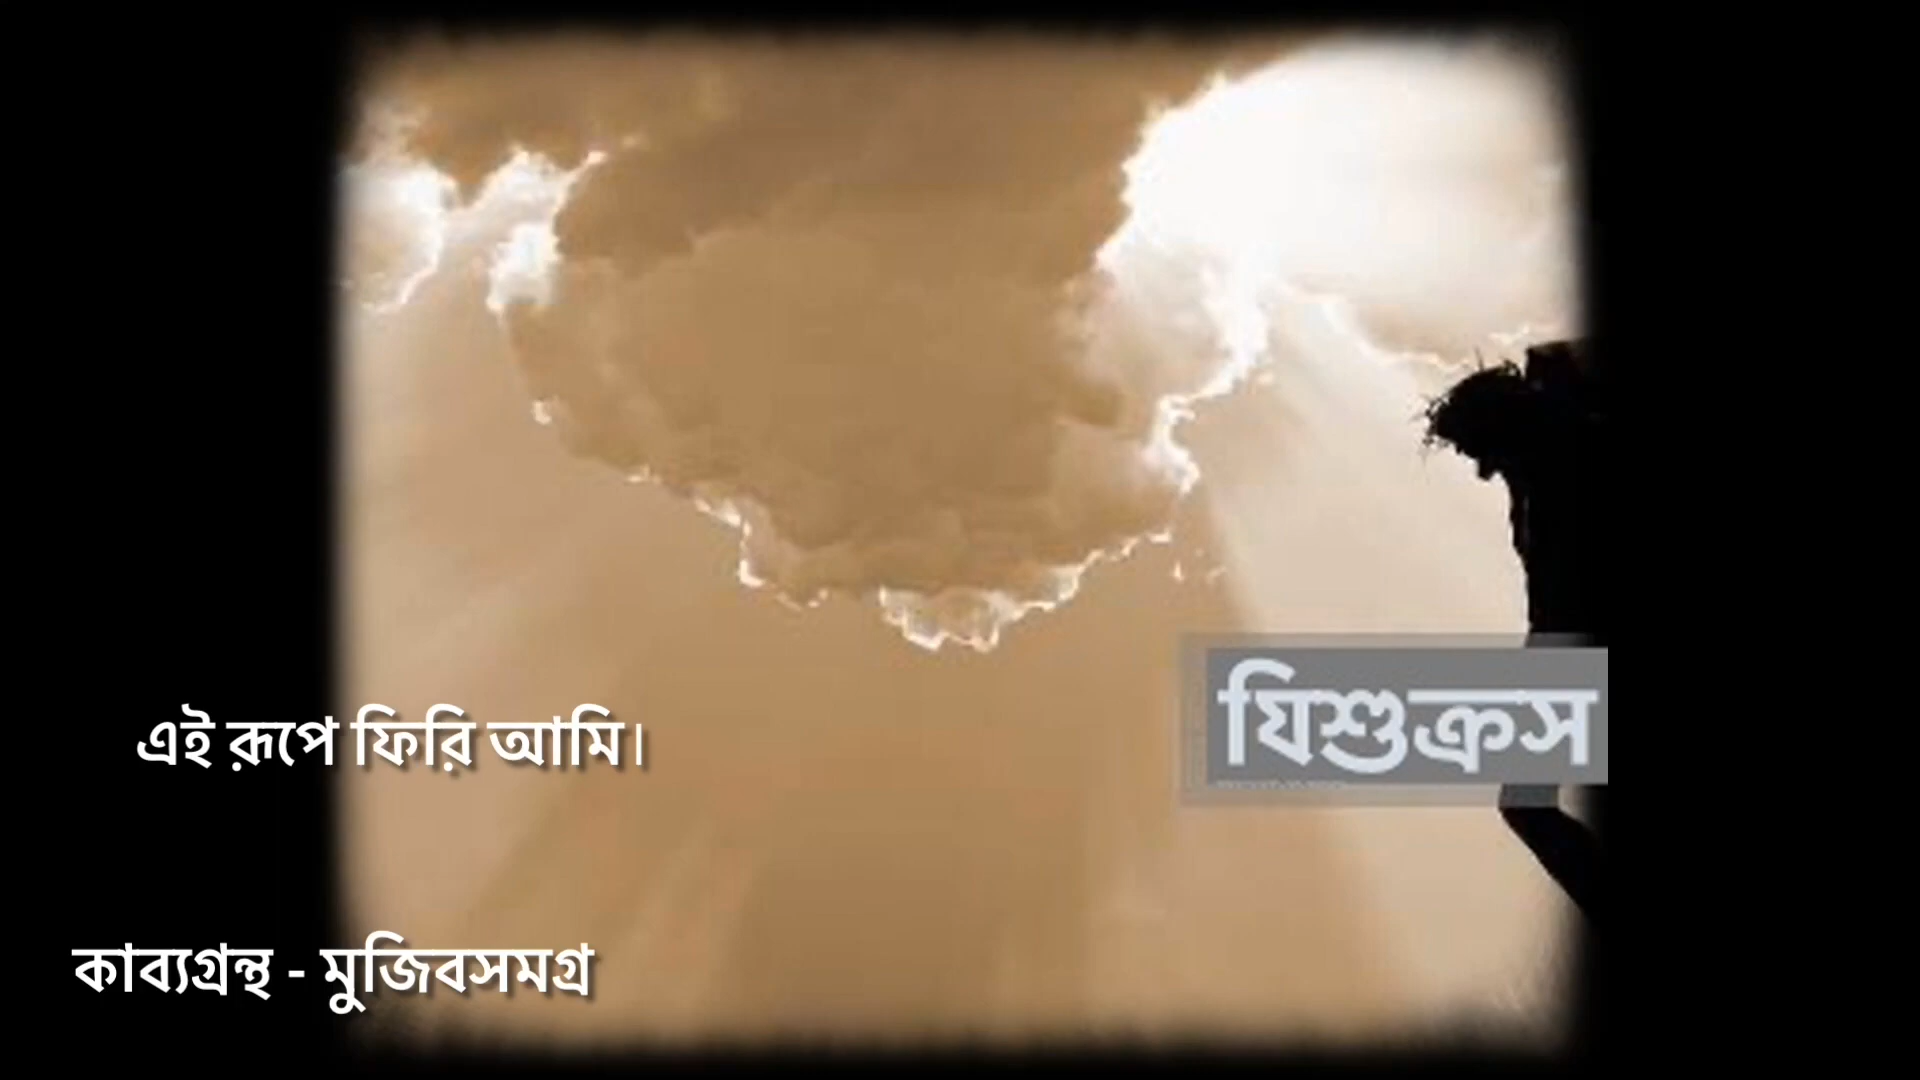 যিশুক্রস
এই রূপে ফিরি আমি।
কাব্যগ্রন্থ - মুজিবসমগ্র